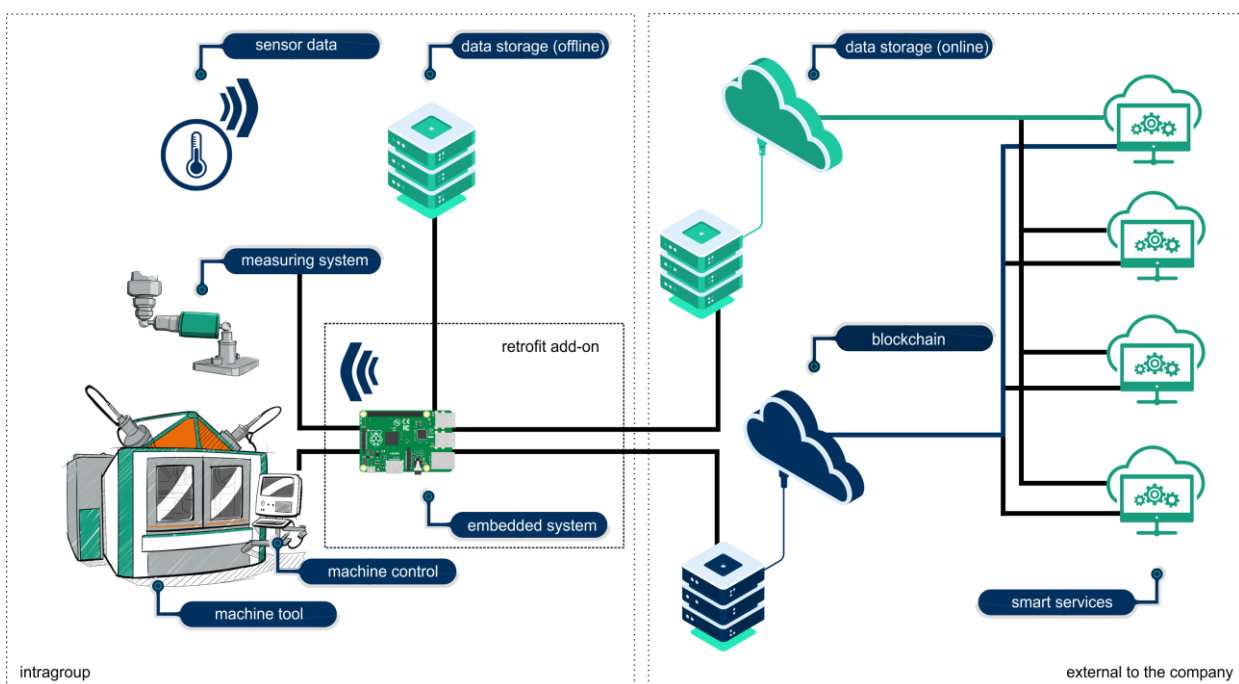 sensor data
data storage (offline)
data storage (online)
measuring system
retrofit add-on
blockchain
embedded system
machine control
machine tool
smart services
intragroup
external to the company